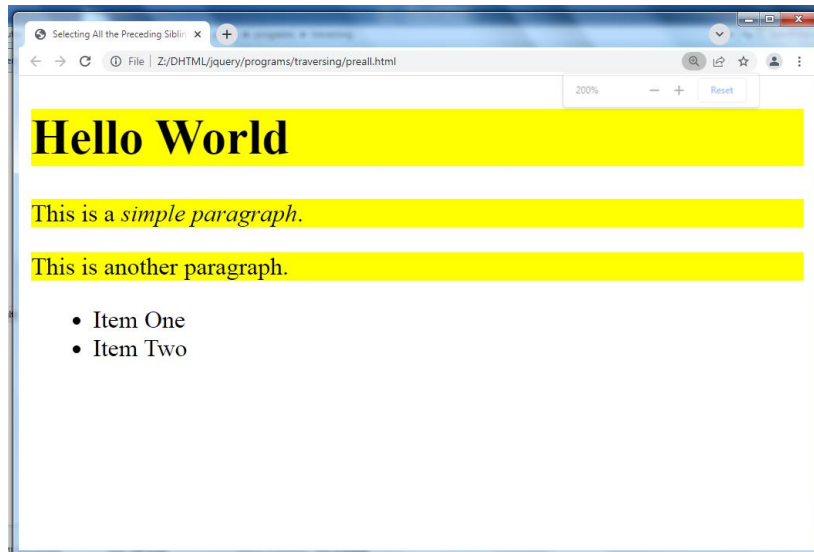 Selecting All the Preceding Siblin
File | Z:/DHTML/jquery/programs/traversing/preall.html
200% — + Reset
Hello World
This is a simple paragraph.
This is another paragraph.
• Item One
• Item Two